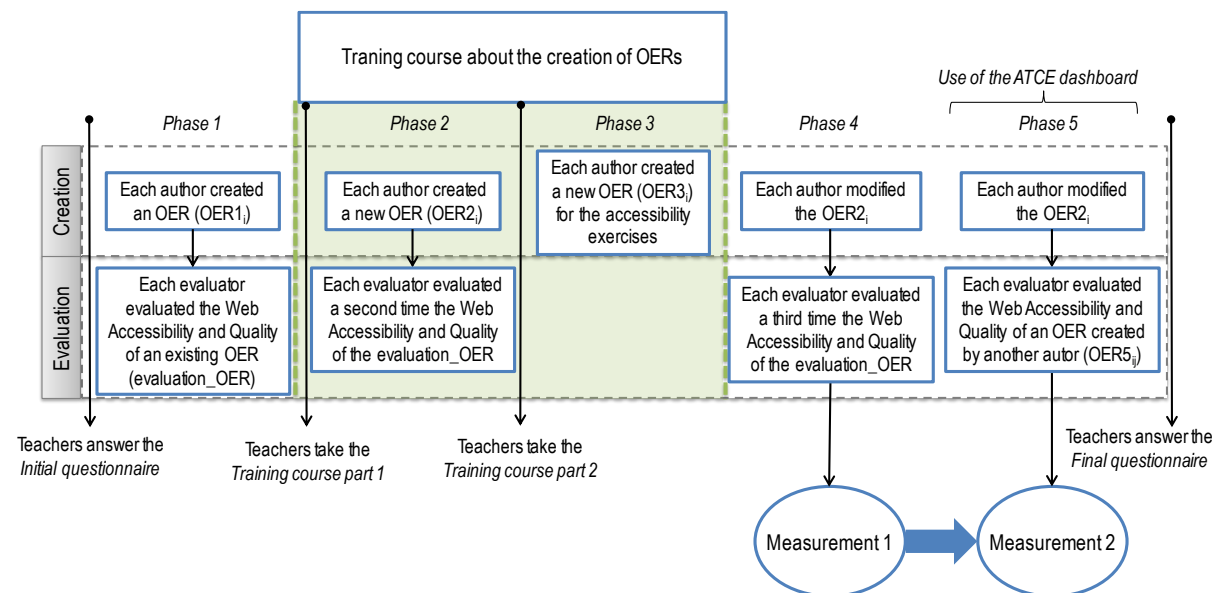 Traning course about the creation of OERs
Use of the ATCE dashboard
Phase 1
Phase 2
Phase 3
Phase 4
Phase 5
Creation
Each author created
an OER (OER1i)
Each author created
a new OER (OER2i)
Each author created
a new OER (OER3i)
for the accessibility
exercises
Each author modified
the OER2i
Each author modified
the OER2i
Evaluation
Each evaluator
evaluated the Web
Accessibility and Quality
of an existing OER
(evaluation_OER)
Each evaluator evaluated
a second time the Web
Accessibility and Quality
of the evaluation_OER
Each evaluator evaluated
a third time the Web
Accessibility and Quality
of the evaluation_OER
Each evaluator evaluated
the Web Accessibility and
Quality of an OER created
by another autor (OER5ij)
Teachers answer the
Initial questionnaire
Teachers take the
Training course part 1
Teachers take the
Training course part 2
Teachers answer the
Final questionnaire
Measurement 1
Measurement 2